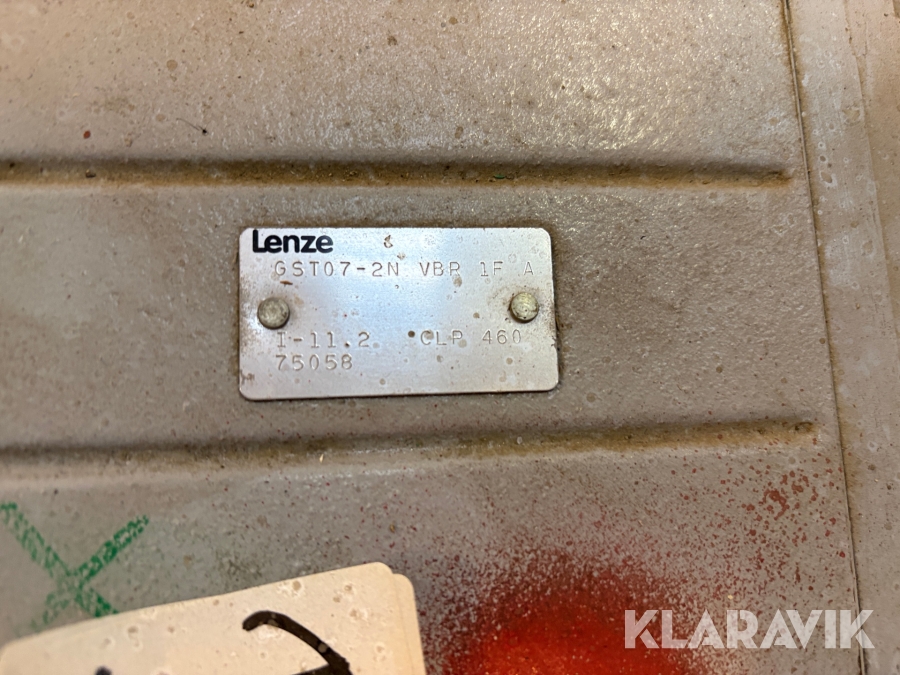 Lenze
GST07-2N VBR 1F A
I-11.2 CLP 460
75058
KLARAVIK